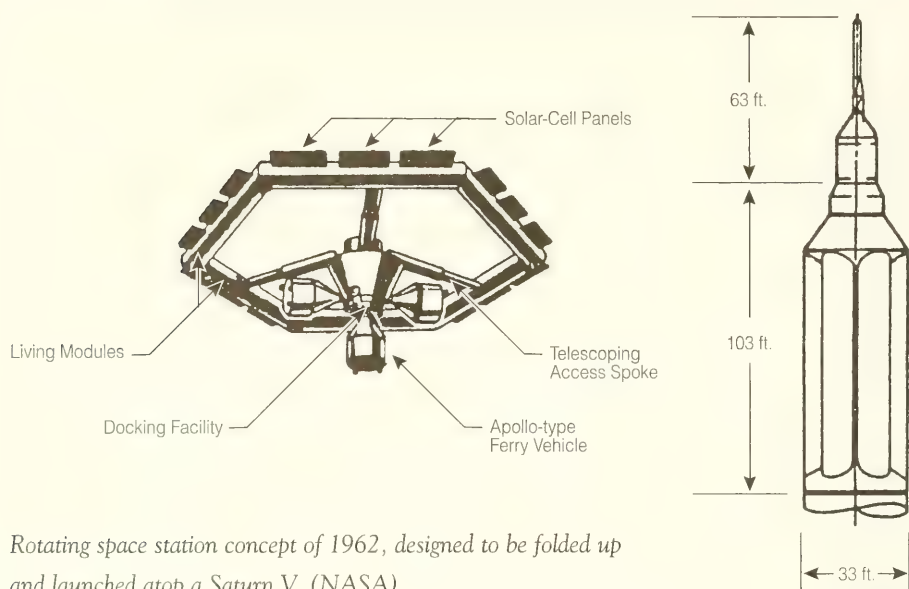 Solar-Cell Panels
63 ft.
Living Modules
103 ft.
Telescoping
Access Spoke
Docking Facility
Apollo-type
Ferry Vehicle
Rotating space station concept of 1962, designed to be folded up
and launched atop a Saturn V. (NASA)
33 ft.